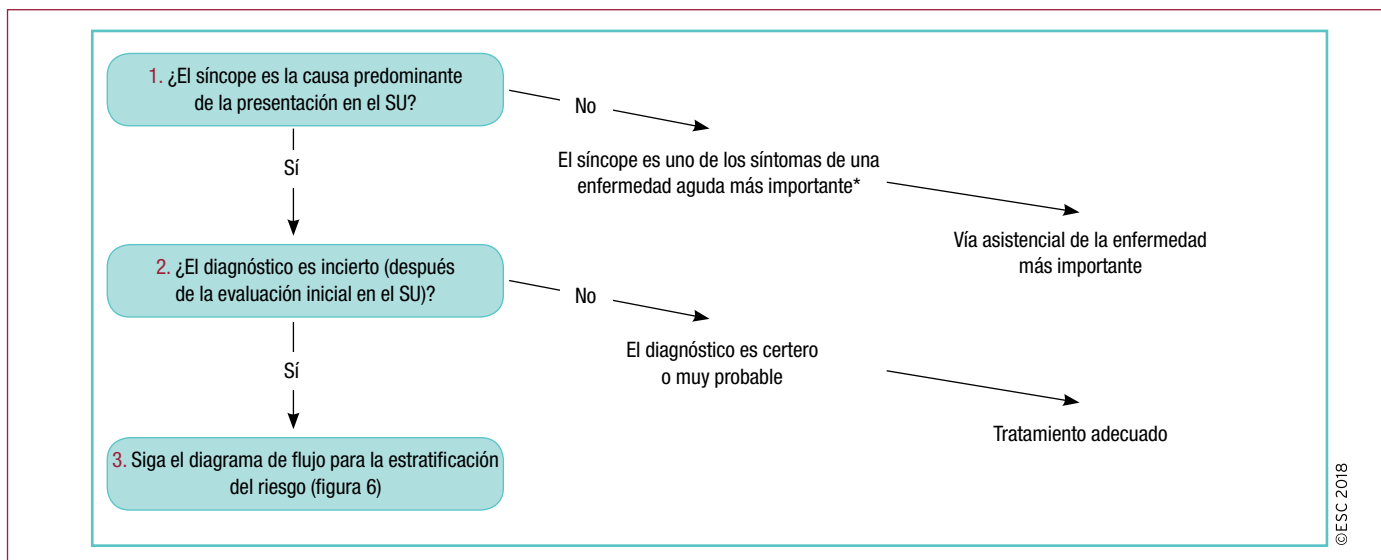 1. ¿El síncope es la causa predominante
de la presentación en el SU?
No
Sí
El síncope es uno de los síntomas de una
enfermedad aguda más importante*
Vía asistencial de la enfermedad
más importante
2. ¿El diagnóstico es incierto (después
de la evaluación inicial en el SU)?
No
Sí
El diagnóstico es certero
o muy probable
Tratamiento adecuado
3. Siga el diagrama de flujo para la estratificación
del riesgo (figura 6)
©ESC 2018